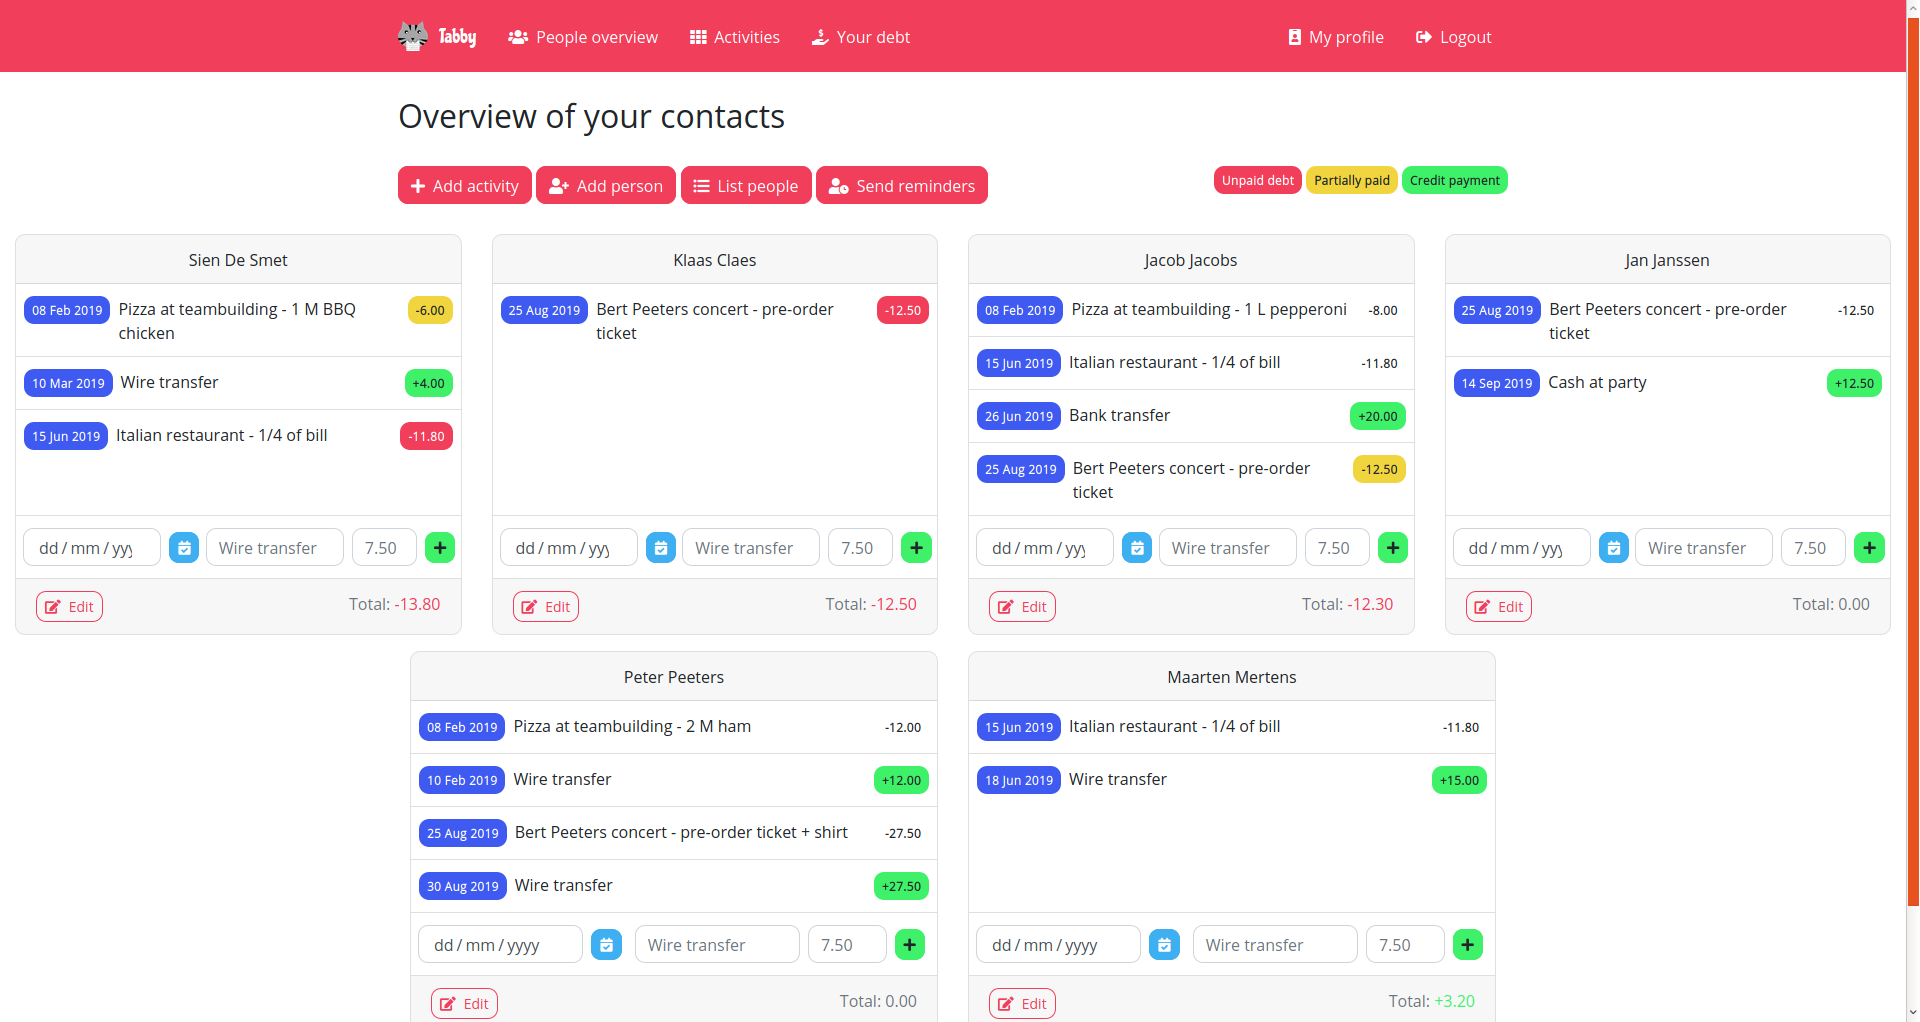 Tabby People overview Activities Your debt My profile Logout
Overview of your contacts
Add activity Add person List people Send reminders Unpaid debt Partially paid Credit payment
Sien De Smet
08 Feb 2019 Pizza at teambuilding - 1 M BBQ chicken -6.00
10 Mar 2019 Wire transfer +4.00
15 Jun 2019 Italian restaurant - 1/4 of bill -11.80
dd / mm / yyy Wire transfer 7.50
Edit Total: -13.80
Klaas Claes
25 Aug 2019 Bert Peeters concert - pre-order ticket -12.50
dd / mm / yyy Wire transfer 7.50
Edit Total: -12.50
Jacob Jacobs
08 Feb 2019 Pizza at teambuilding - 1 L pepperoni -8.00
15 Jun 2019 Italian restaurant - 1/4 of bill -11.80
26 Jun 2019 Bank transfer +20.00
25 Aug 2019 Bert Peeters concert - pre-order ticket -12.50
dd / mm / yyy Wire transfer 7.50
Edit Total: -12.30
Jan Janssen
25 Aug 2019 Bert Peeters concert - pre-order ticket -12.50
14 Sep 2019 Cash at party +12.50
dd / mm / yyy Wire transfer 7.50
Edit Total: 0.00
Peter Peeters
08 Feb 2019 Pizza at teambuilding - 2 M ham -12.00
10 Feb 2019 Wire transfer +12.00
25 Aug 2019 Bert Peeters concert - pre-order ticket + shirt -27.50
30 Aug 2019 Wire transfer +27.50
dd / mm / yyyy Wire transfer 7.50
Edit Total: 0.00
Maarten Mertens
15 Jun 2019 Italian restaurant - 1/4 of bill -11.80
18 Jun 2019 Wire transfer +15.00
dd / mm / yyyy Wire transfer 7.50
Edit Total: +3.20